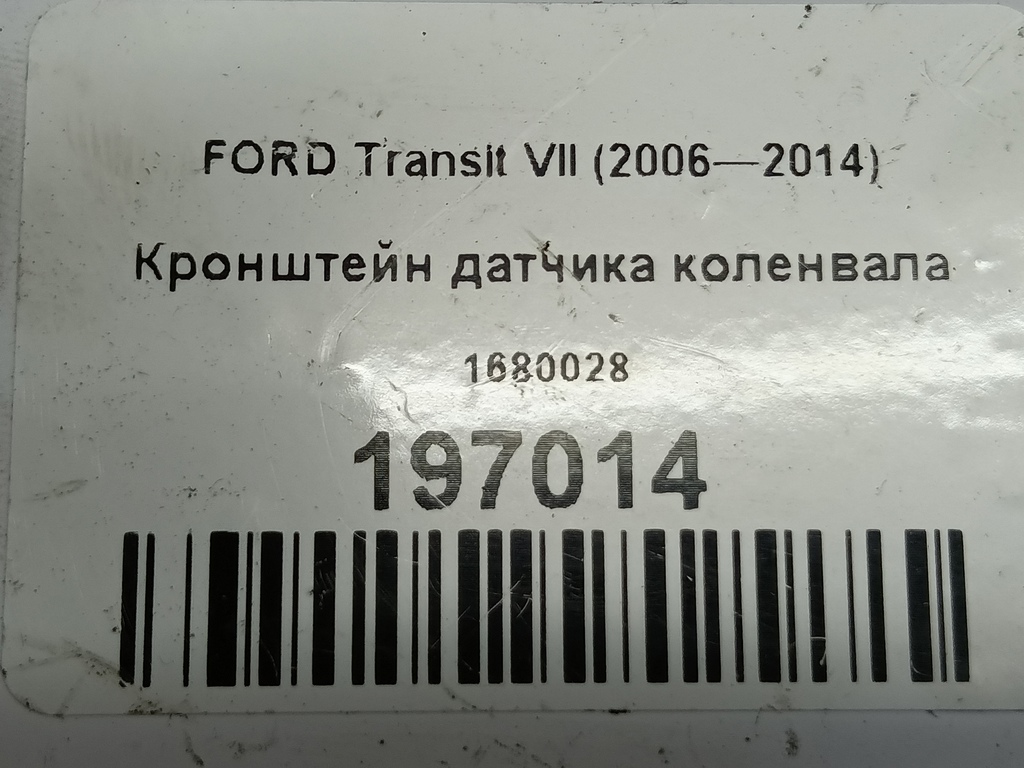 FORD Transit VII (2006—2014)
Кронштейн датчика коленвала
1680028
197014